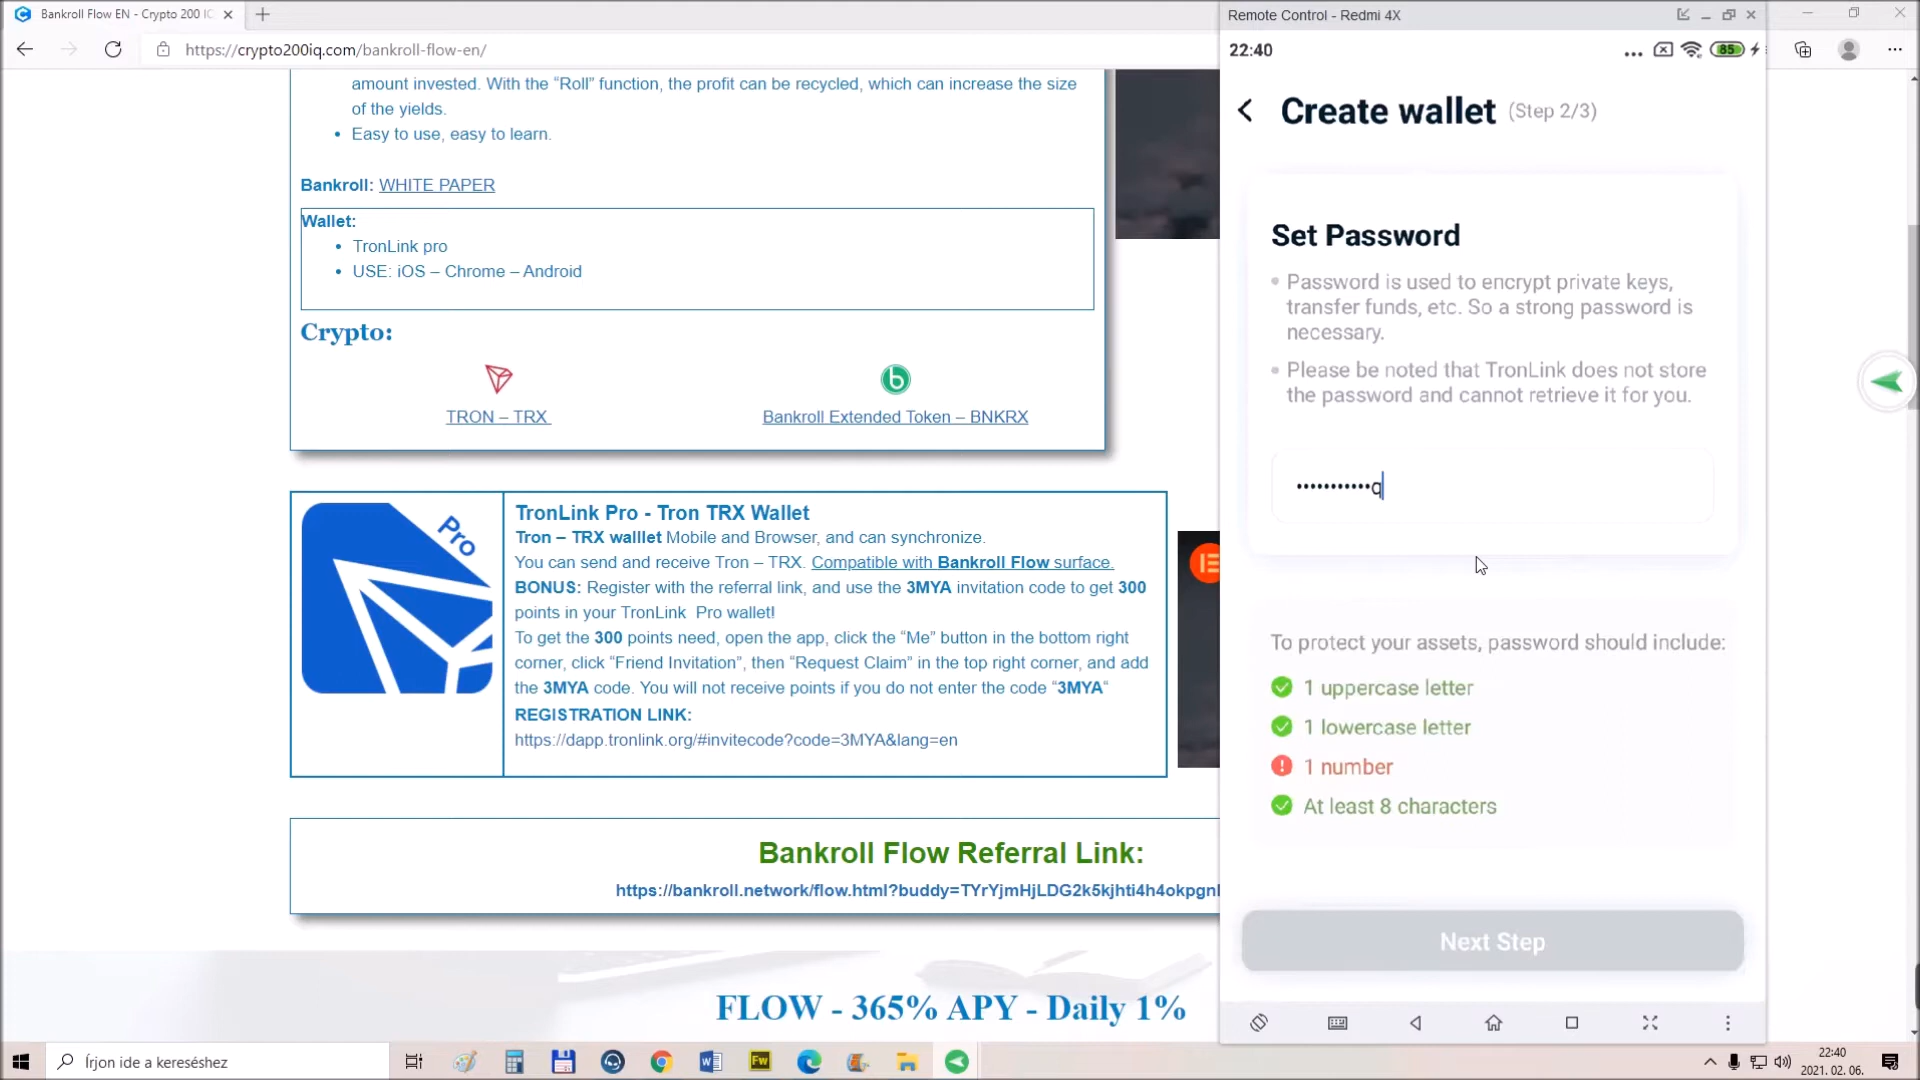 Bankroll Flow EN - Crypto 200 IC
https://crypto200iq.com/bankroll-flow-en/
amount invested. With the “Roll” function, the profit can be recycled, which can increase the size
of the yields.
Easy to use, easy to learn.
Bankroll: WHITE PAPER
Wallet:
TronLink pro
USE: iOS – Chrome – Android
Crypto:
TRON – TRX
Bankroll Extended Token – BNKRX
Pro
TronLink Pro - Tron TRX Wallet
Tron – TRX walllet Mobile and Browser, and can synchronize.
You can send and receive Tron – TRX. Compatible with Bankroll Flow surface.
BONUS: Register with the referral link, and use the 3MYA invitation code to get 300
points in your TronLink Pro wallet!
To get the 300 points need, open the app, click the “Me” button in the bottom right
corner, click “Friend Invitation”, then “Request Claim” in the top right corner, and add
the 3MYA code. You will not receive points if you do not enter the code “3MYA“
REGISTRATION LINK:
https://dapp.tronlink.org/#invitecode?code=3MYA&lang=en
Bankroll Flow Referral Link:
https://bankroll.network/flow.html?buddy=TYrYjmHjLDG2k5kjhti4h4okpgnl
FLOW - 365% APY - Daily 1%
Remote Control - Redmi 4X
22:40
85
Create wallet (Step 2/3)
Set Password
Password is used to encrypt private keys,
transfer funds, etc. So a strong password is
necessary.
Please be noted that TronLink does not store
the password and cannot retrieve it for you.
•••••••••••q
To protect your assets, password should include:
1 uppercase letter
1 lowercase letter
1 number
At least 8 characters
Next Step
Írjon ide a kereséshez
Fw
22:40
2021. 02. 06.